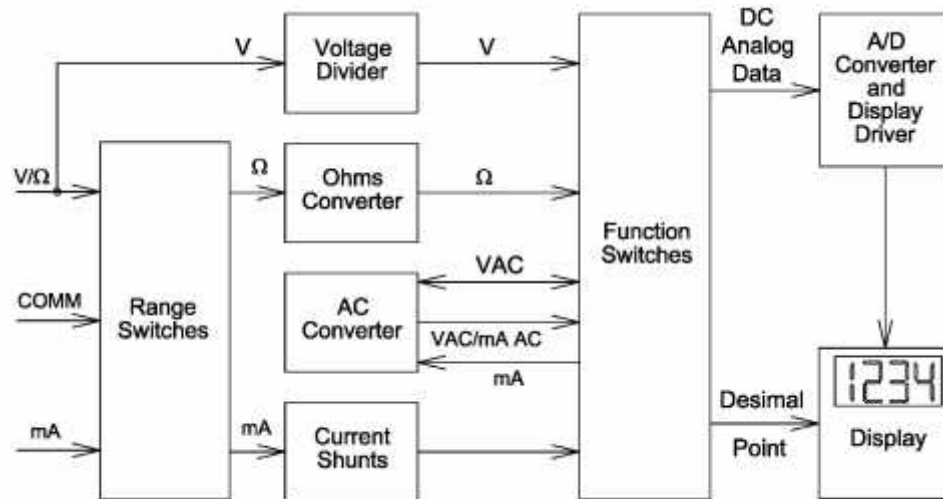 V
Voltage
Divider
V
DC
Analog
Data
A/D
Converter
and
Display
Driver
V/Ω
Ω
Ohms
Converter
Ω
Function
Switches
COMM
Range
Switches
AC
Converter
VAC
VAC/mA AC
mA
mA
mA
Current
Shunts
Desimal
Point
1234
Display